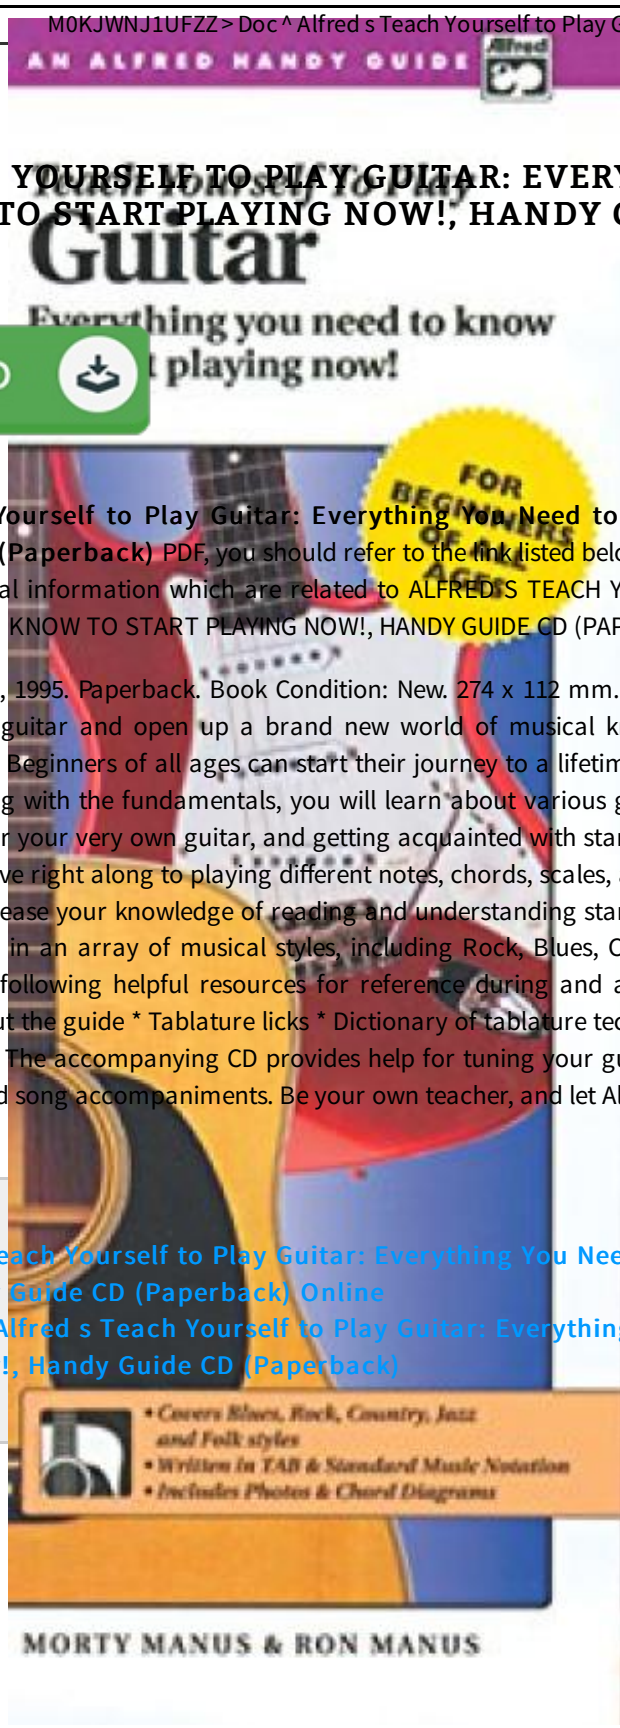 M0KJWNJ1UFZZ > Doc ^ Alfred s Teach Yourself to Play G
Alfred
AN ALFRED HANDY GUIDE
Teach Yourself To Play
YOURSELF TO PLAY GUITAR: EVERY
TO START PLAYING NOW!, HANDY
Guitar
Everything you need to know
playing now!
FOR
BEGINNERS
OF ALL
AGES
Yourself to Play Guitar: Everything You Need to
(Paperback) PDF, you should refer to the link listed belo
al information which are related to ALFRED S TEACH Y
KNOW TO START PLAYING NOW!, HANDY GUIDE CD (PAP
, 1995. Paperback. Book Condition: New. 274 x 112 mm.
guitar and open up a brand new world of musical k
Beginners of all ages can start their journey to a lifetim
g with the fundamentals, you will learn about various g
r your very own guitar, and getting acquainted with star
ve right along to playing different notes, chords, scales,
ease your knowledge of reading and understanding star
in an array of musical styles, including Rock, Blues, C
following helpful resources for reference during and a
ut the guide * Tablature licks * Dictionary of tablature tec
The accompanying CD provides help for tuning your gu
d song accompaniments. Be your own teacher, and let Al
each Yourself to Play Guitar: Everything You Nee
Guide CD (Paperback) Online
Alfred s Teach Yourself to Play Guitar: Everything
!, Handy Guide CD (Paperback)
• Covers Blues, Rock, Country, Jazz
and Folk styles
• Written in TAB & Standard Music Notation
• Includes Photos & Chord Diagrams
MORTY MANUS & RON MANUS